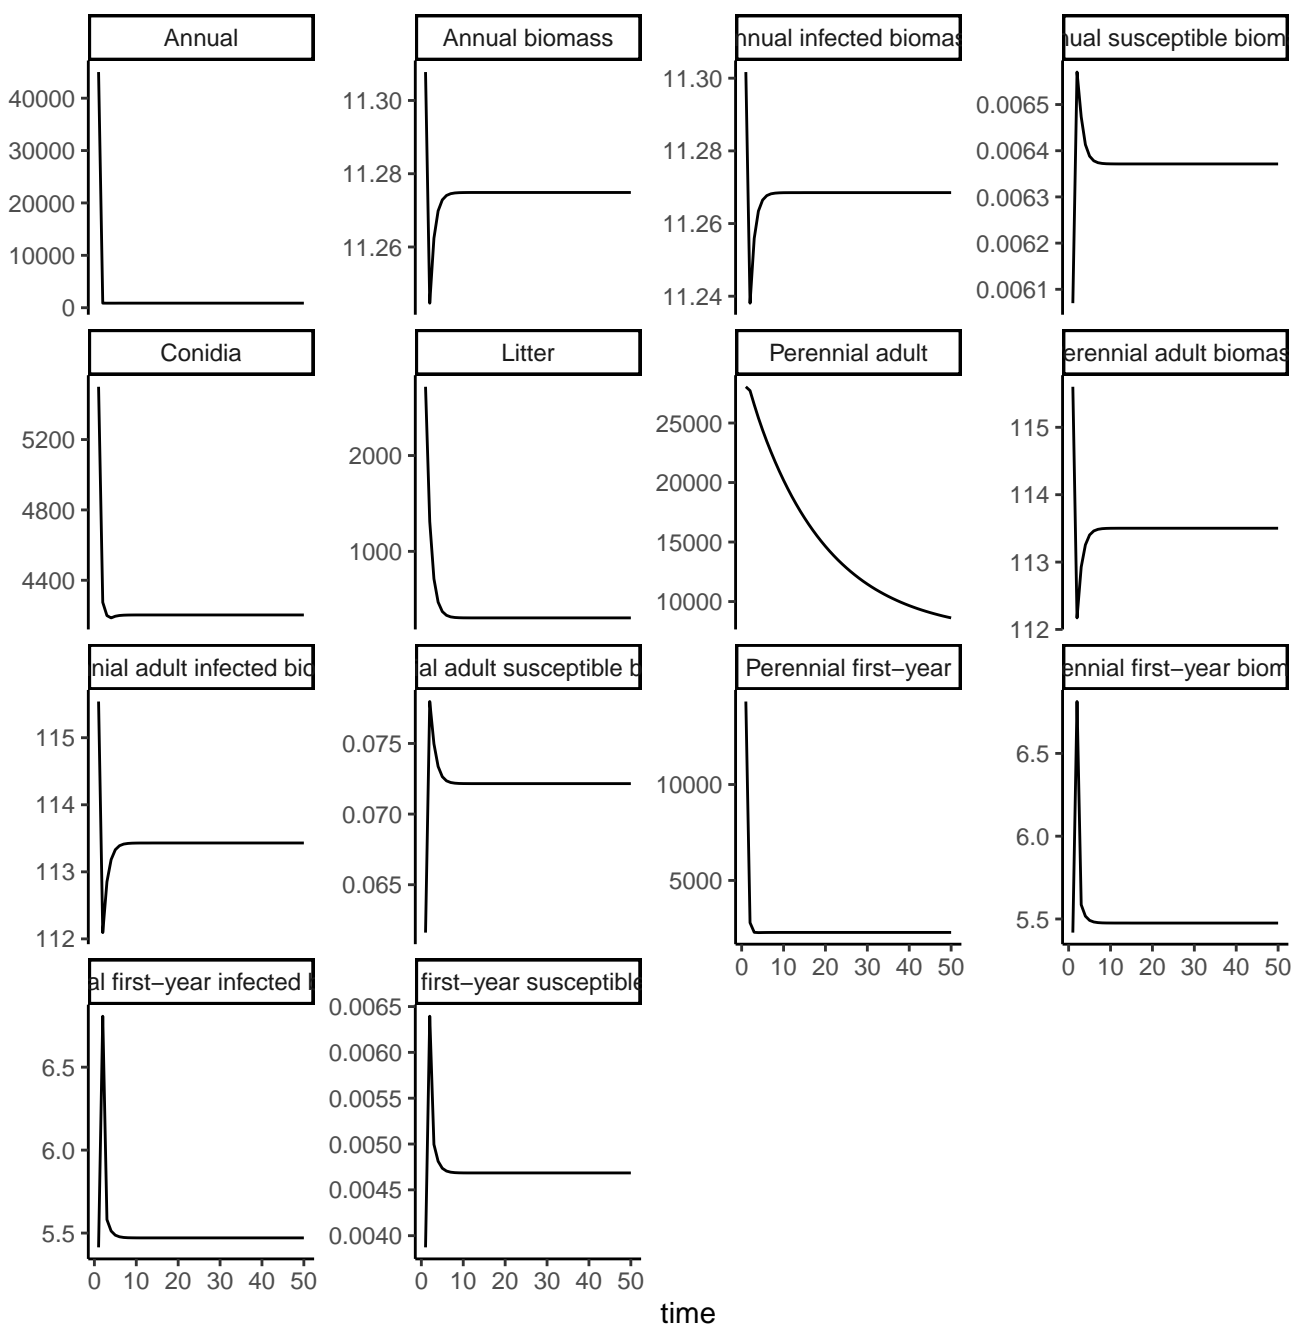 Annual
Annual biomass
nnual infected biomas
nual susceptible biom
40000
30000
20000
10000
0
11.30
11.28
11.26
11.30
11.28
11.26
11.24
0.0065
0.0064
0.0063
0.0062
0.0061
Conidia
Litter
Perennial adult
erennial adult biomas
5200
4800
4400
2000
1000
25000
20000
15000
10000
115
114
113
112
nial adult infected bio
al adult susceptible b
Perennial first−year
ennial first−year biom
115
114
113
112
0.075
0.070
0.065
10000
5000
6.5
6.0
5.5
0 10 20 30 40 50
0 10 20 30 40 50
al first−year infected b
first−year susceptible
6.5
6.0
5.5
0.0065
0.0060
0.0055
0.0050
0.0045
0.0040
0 10 20 30 40 50
0 10 20 30 40 50
time